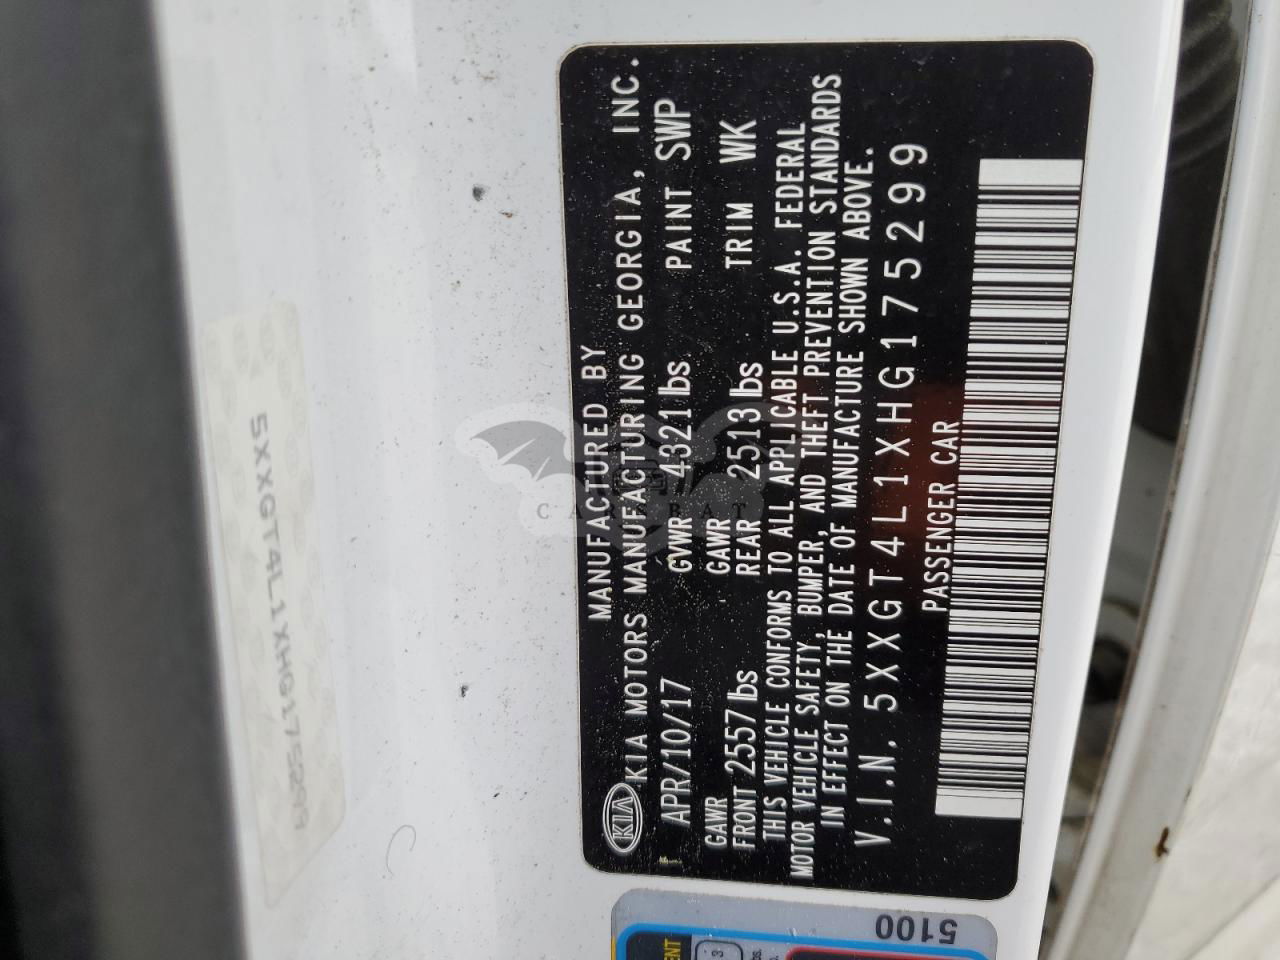 MANUFACTURED BY
KIA KIA MOTORS MANUFACTURING GEORGIA, INC.
APR/10/17 GVWR 4321 lbs PAINT SWP
GAWR FRONT 2557 lbs GAWR REAR 2513 lbs TRIM WK
THIS VEHICLE CONFORMS TO ALL APPLICABLE U.S.A. FEDERAL
MOTOR VEHICLE SAFETY, BUMPER, AND THEFT PREVENTION STANDARDS
IN EFFECT ON THE DATE OF MANUFACTURE SHOWN ABOVE.
V.I.N. 5XXGT4L1XHG175299
PASSENGER CAR
5XXGT4L1XHG175299
5100
3